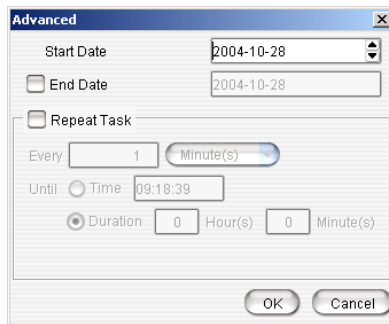 Advanced
Start Date 2004-10-28
End Date 2004-10-28
Repeat Task
Every 1 Minute(s)
Until Time 09:18:39
Duration 0 Hour(s) 0 Minute(s)
OK Cancel